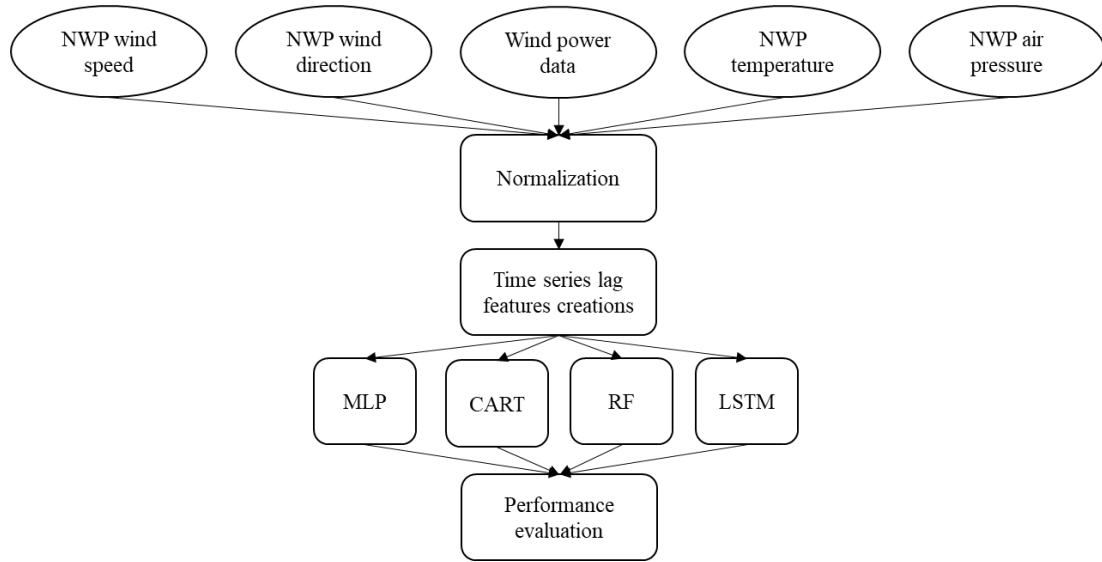 NWP wind
speed
NWP wind
direction
Wind power
data
NWP
temperature
NWP air
pressure
Normalization
Time series lag
features creations
MLP
CART
RF
LSTM
Performance
evaluation